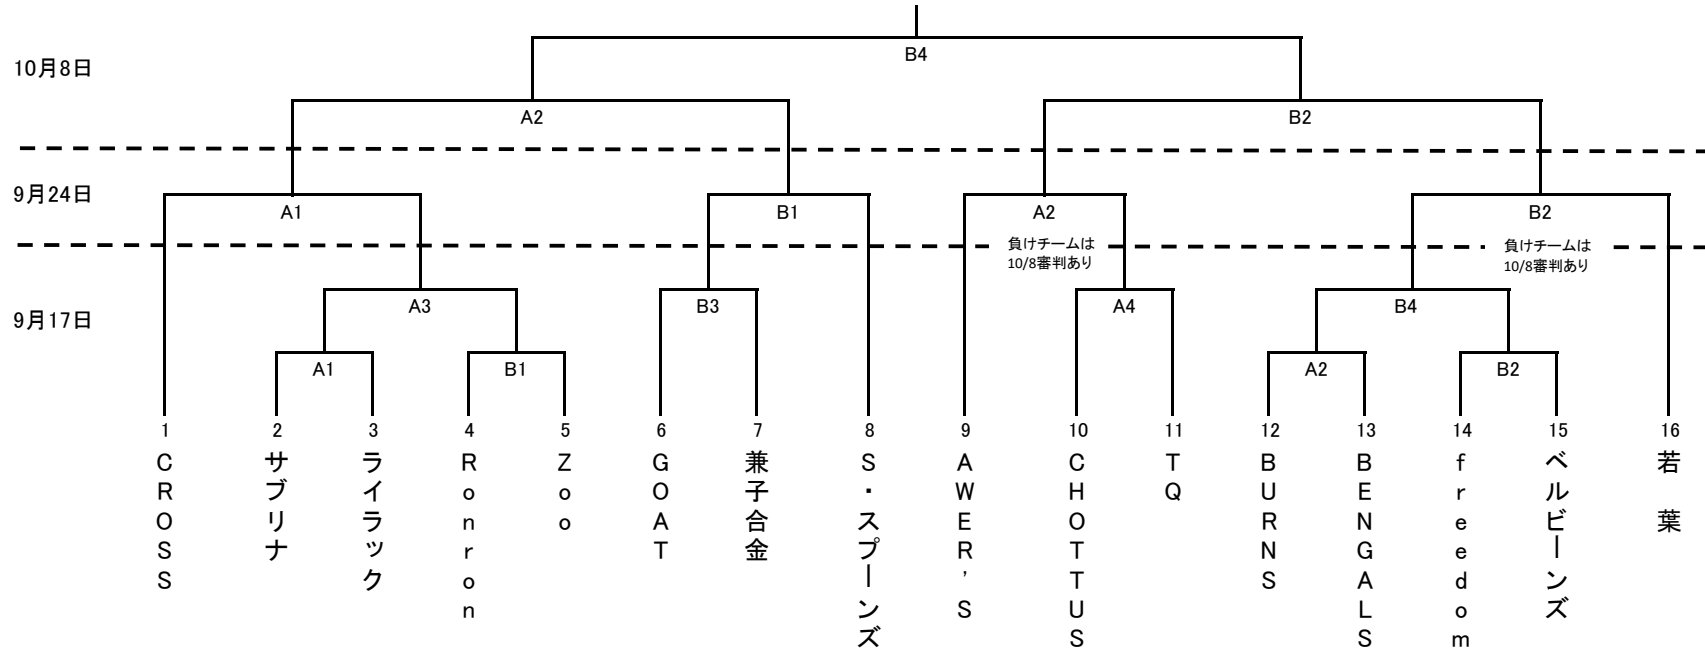 B4
10月8日
A2
B2
9月24日
A1
B1
A2
B2
負けチームは
10/8審判あり
負けチームは
10/8審判あり
A3
B3
A4
B4
9月17日
A1
B1
A2
B2
1
2
3
4
5
6
7
8
9
10
11
12
13
14
15
16
CROSS
サブリナ
ライラック
Ronron
Zoo
GOAT
兼子合金
S・スプーンズ
AWER'S
CHOTTUS
TQ
BURNS
BENGALS
freedom
ベルビーンズ
若 葉